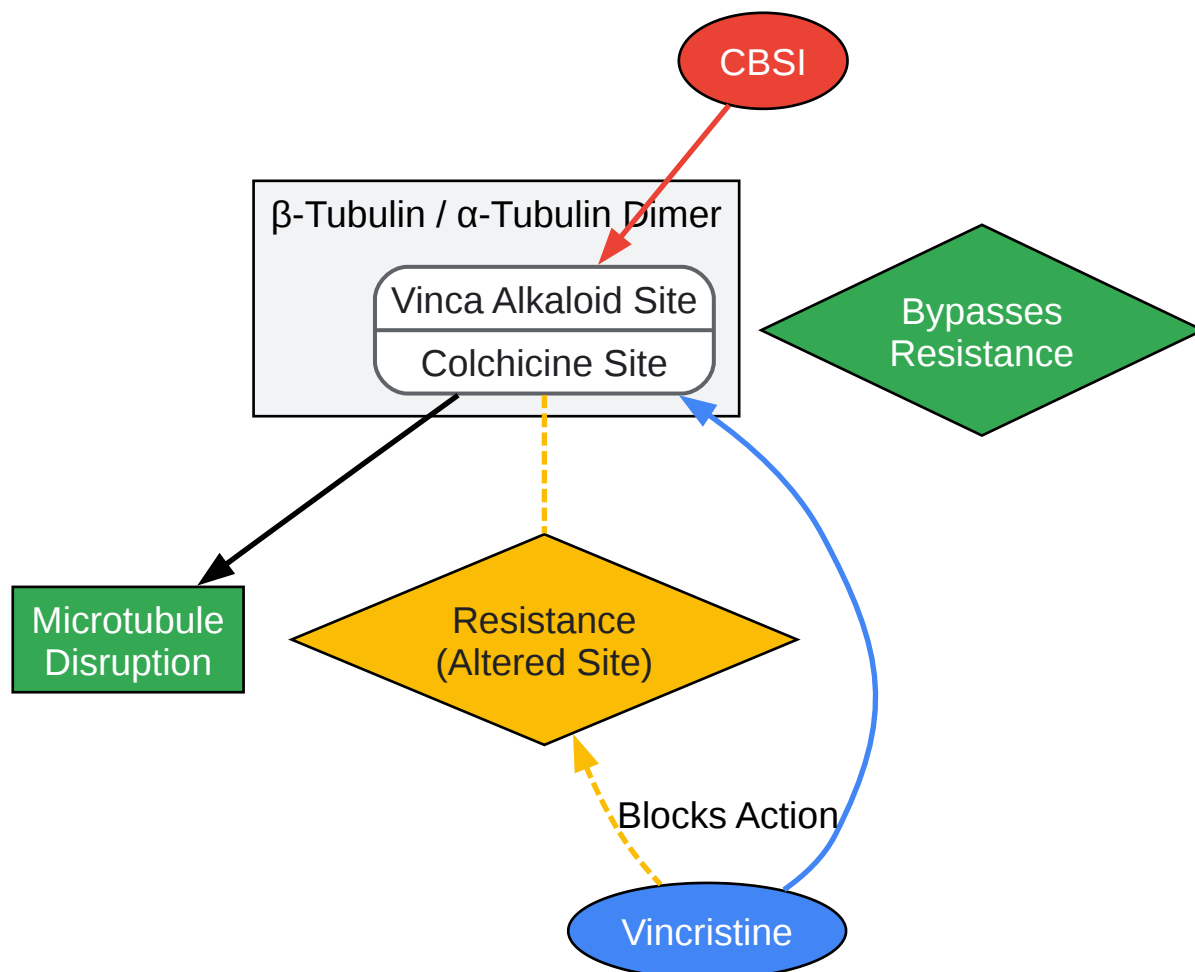 CBSI
β-Tubulin / α-Tubulin Dimer
Vinca Alkaloid Site
Colchicine Site
Bypasses
Resistance
Microtubule
Disruption
Resistance
(Altered Site)
Blocks Action
Vincristine